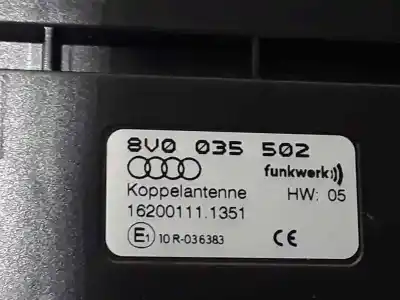 8V0 035 502
funkwerk
Koppelantenne HW: 05
16200111.1351
E1 10 R-036383 CE